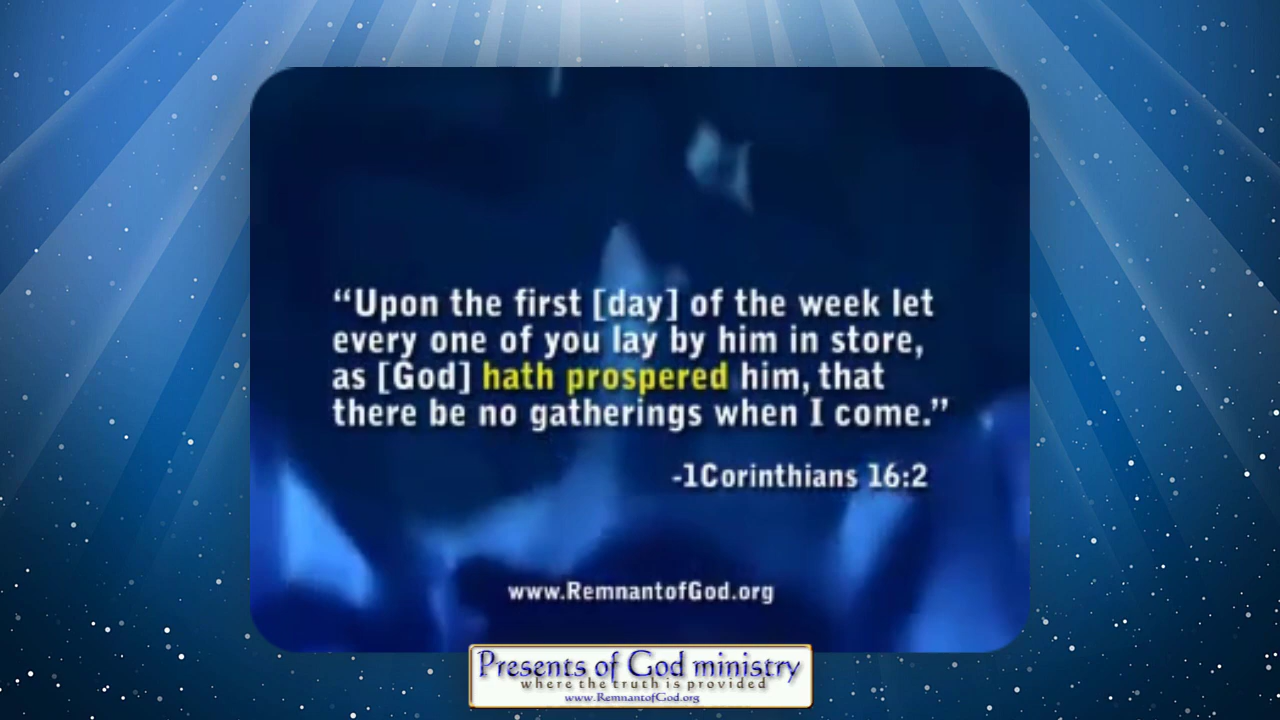 “Upon the first [day] of the week let
every one of you lay by him in store,
as [God] hath prospered him, that
there be no gatherings when I come.”
-1Corinthians 16:2
www.RemnantofGod.org
Presents of God ministry
where the truth is provided
www.RemnantofGod.org